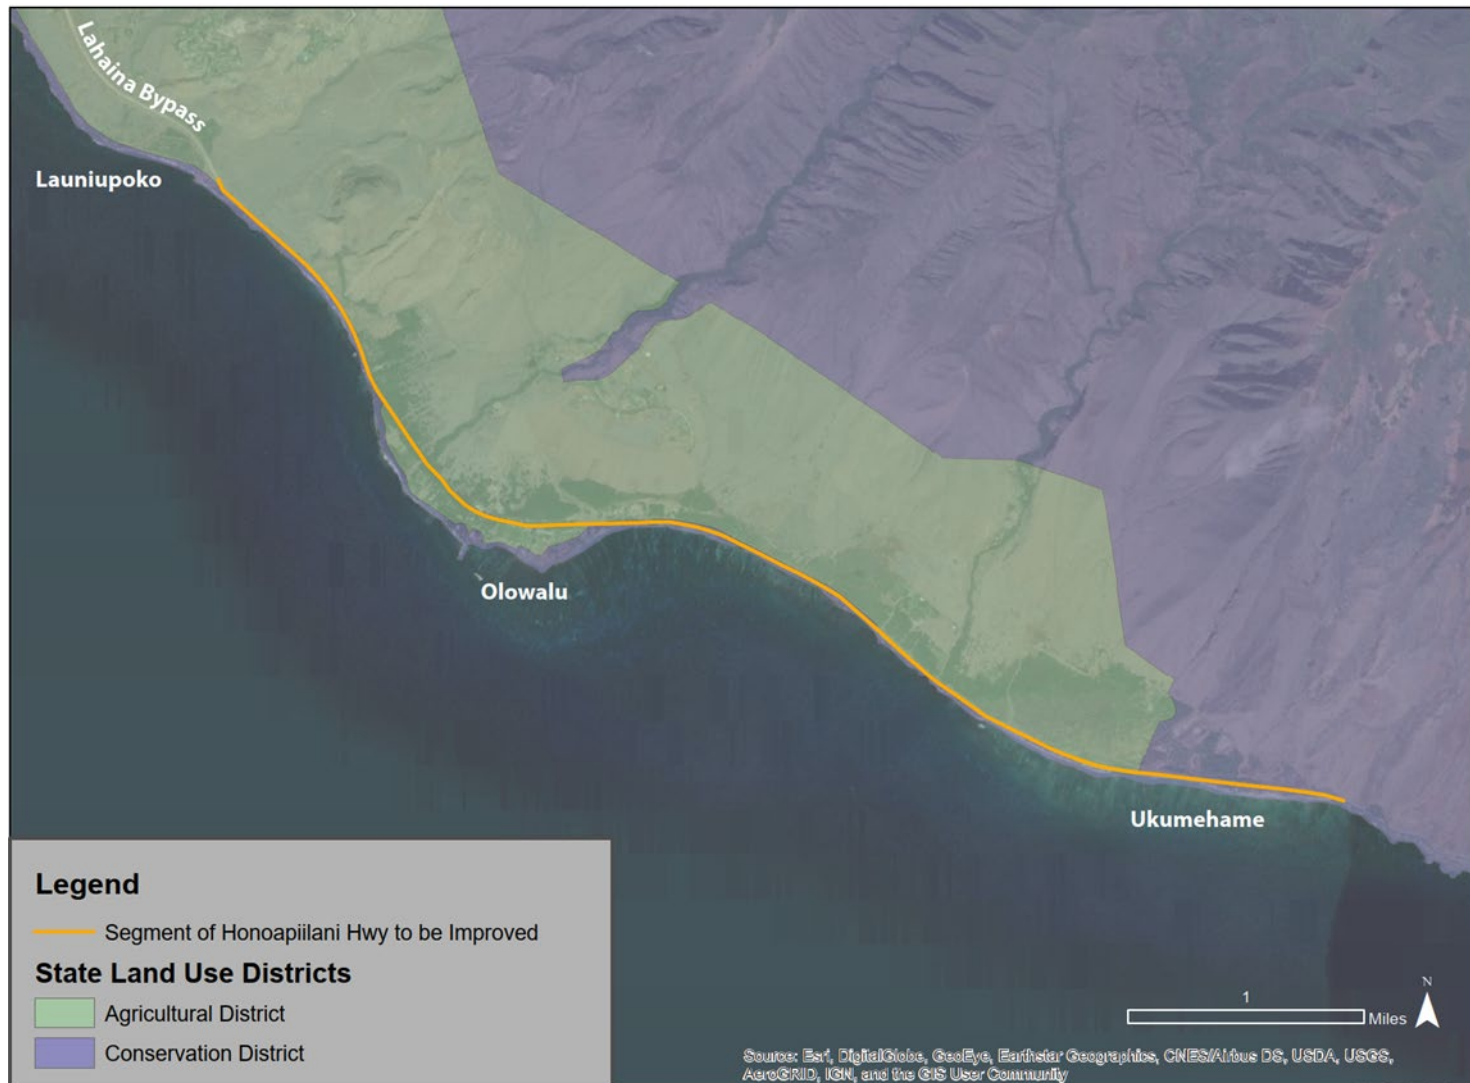 Lahaina Bypass
Launiupoko
Olowalu
Ukumehame
Legend
Segment of Honoapiilani Hwy to be Improved
State Land Use Districts
Agricultural District
Conservation District
N
1
Miles
Source: Esri, DigitalGlobe, GeoEye, Earthstar Geographics, CNES/Airbus DS, USDA, USGS,
AeroGRID, IGN, and the GIS User Community